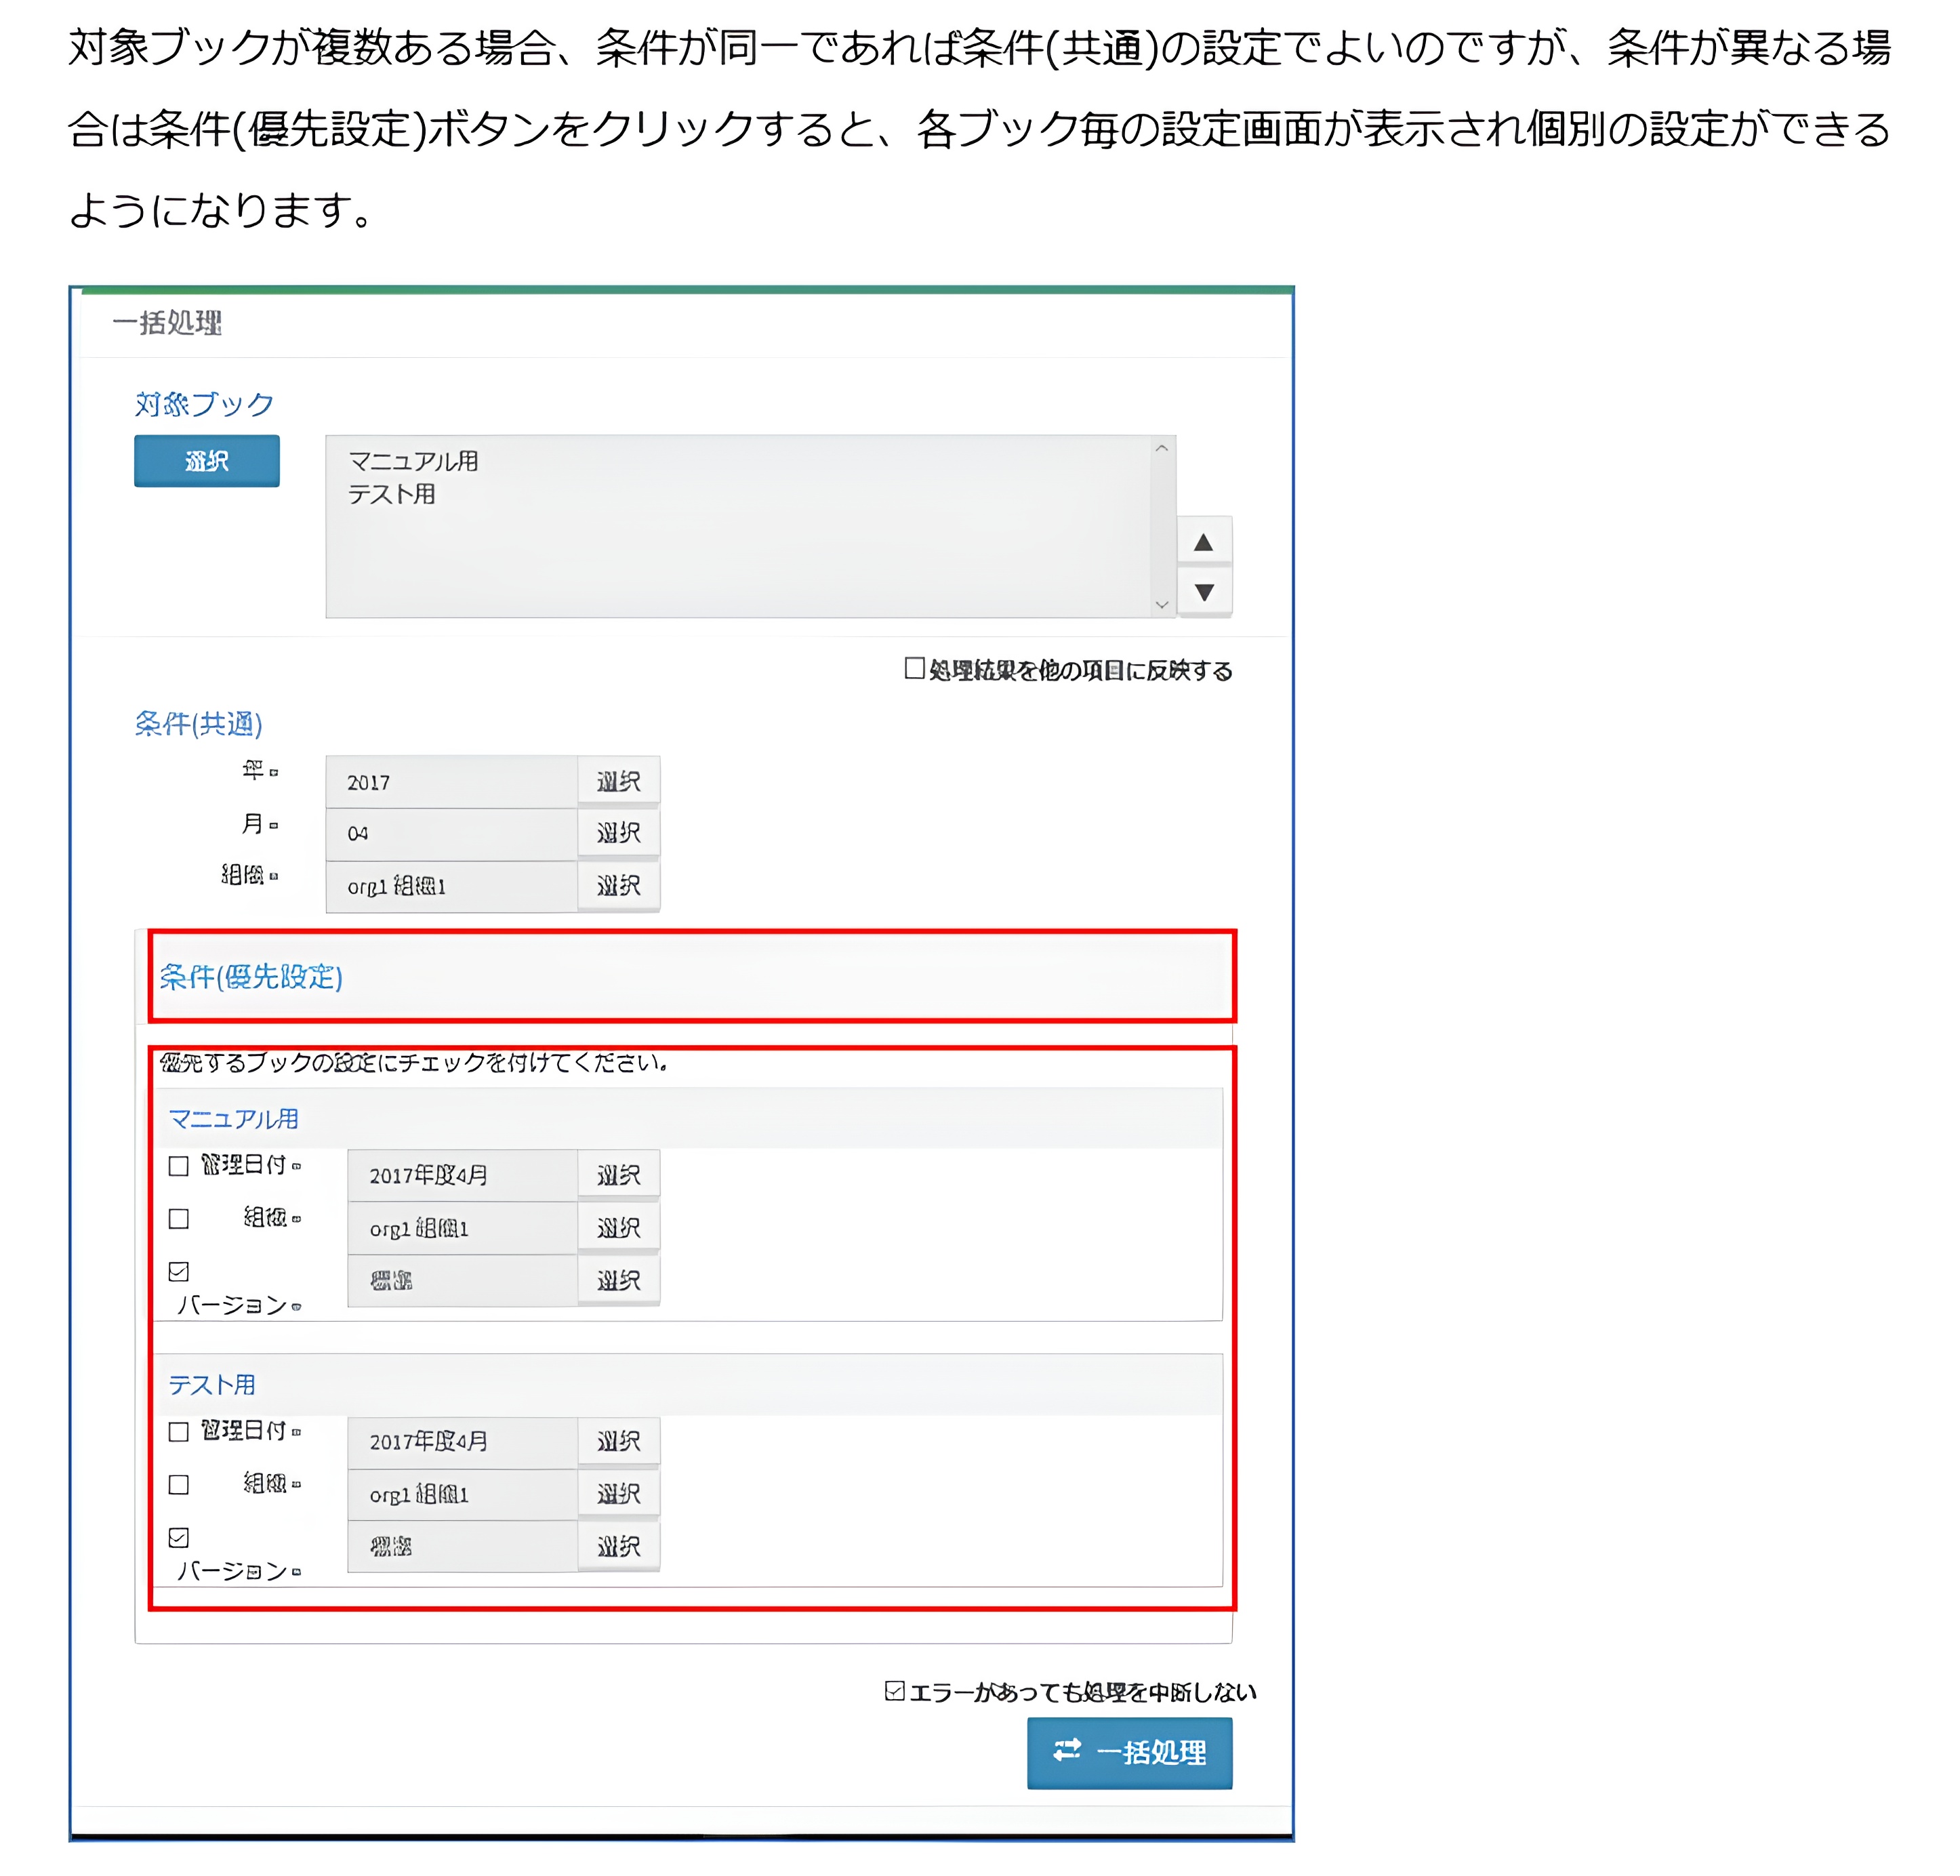 対象ブックが複数ある場合、条件が同一であれば条件(共通)の設定でよいのですが、条件が異なる場
合は条件(優先設定)ボタンをクリックすると、各ブック毎の設定画面が表示され個別の設定ができる
ようになります。
一括処理
対象ブック
選択
マニュアル用
テスト用
▲
▼
処理結果を他の項目に反映する
条件(共通)
年
2017
選択
月
04
選択
組織
org1 組織1
選択
条件(優先設定)
優先するブックの設定にチェックを付けてください。
マニュアル用
管理日付
2017年度4月
選択
組織
org1 組織1
選択
バージョン
標準
選択
テスト用
管理日付
2017年度4月
選択
組織
org1 組織1
選択
バージョン
標準
選択
エラーがあっても処理を中断しない
一括処理